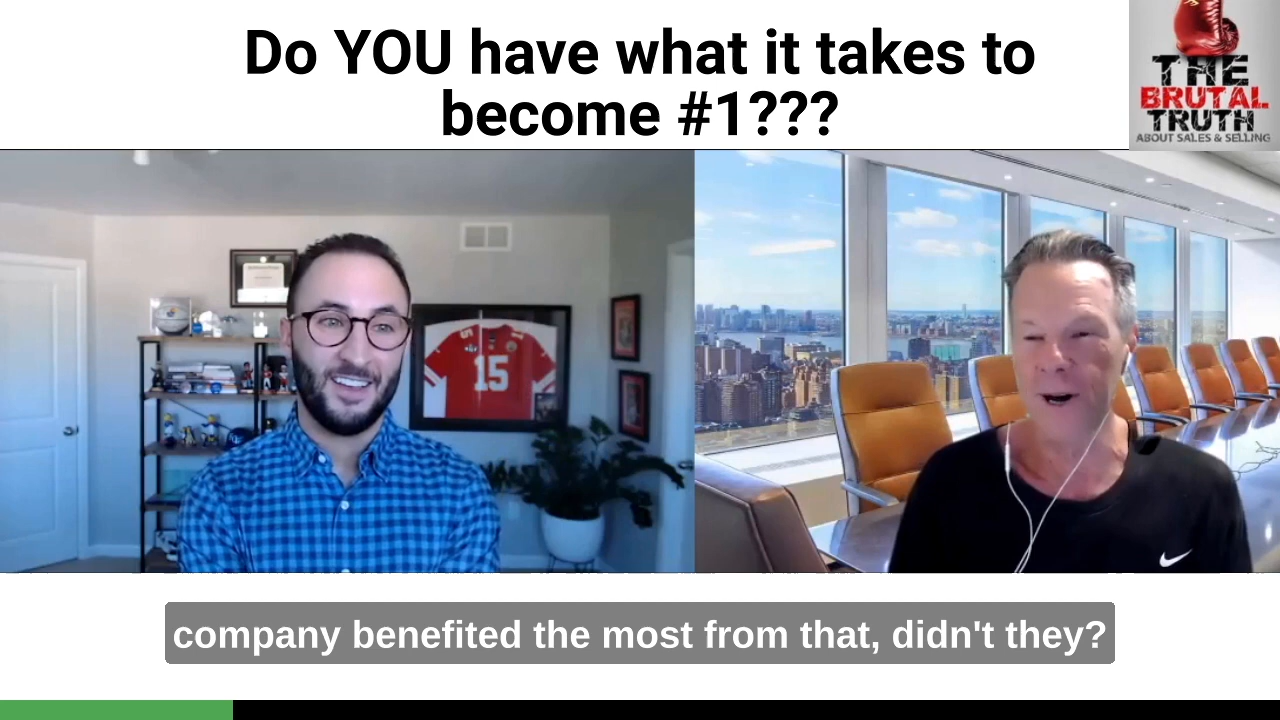 Do YOU have what it takes to
become #1???
THE
BRUTAL
TRUTH
ABOUT SALES & SELLING
15
company benefited the most from that, didn't they?